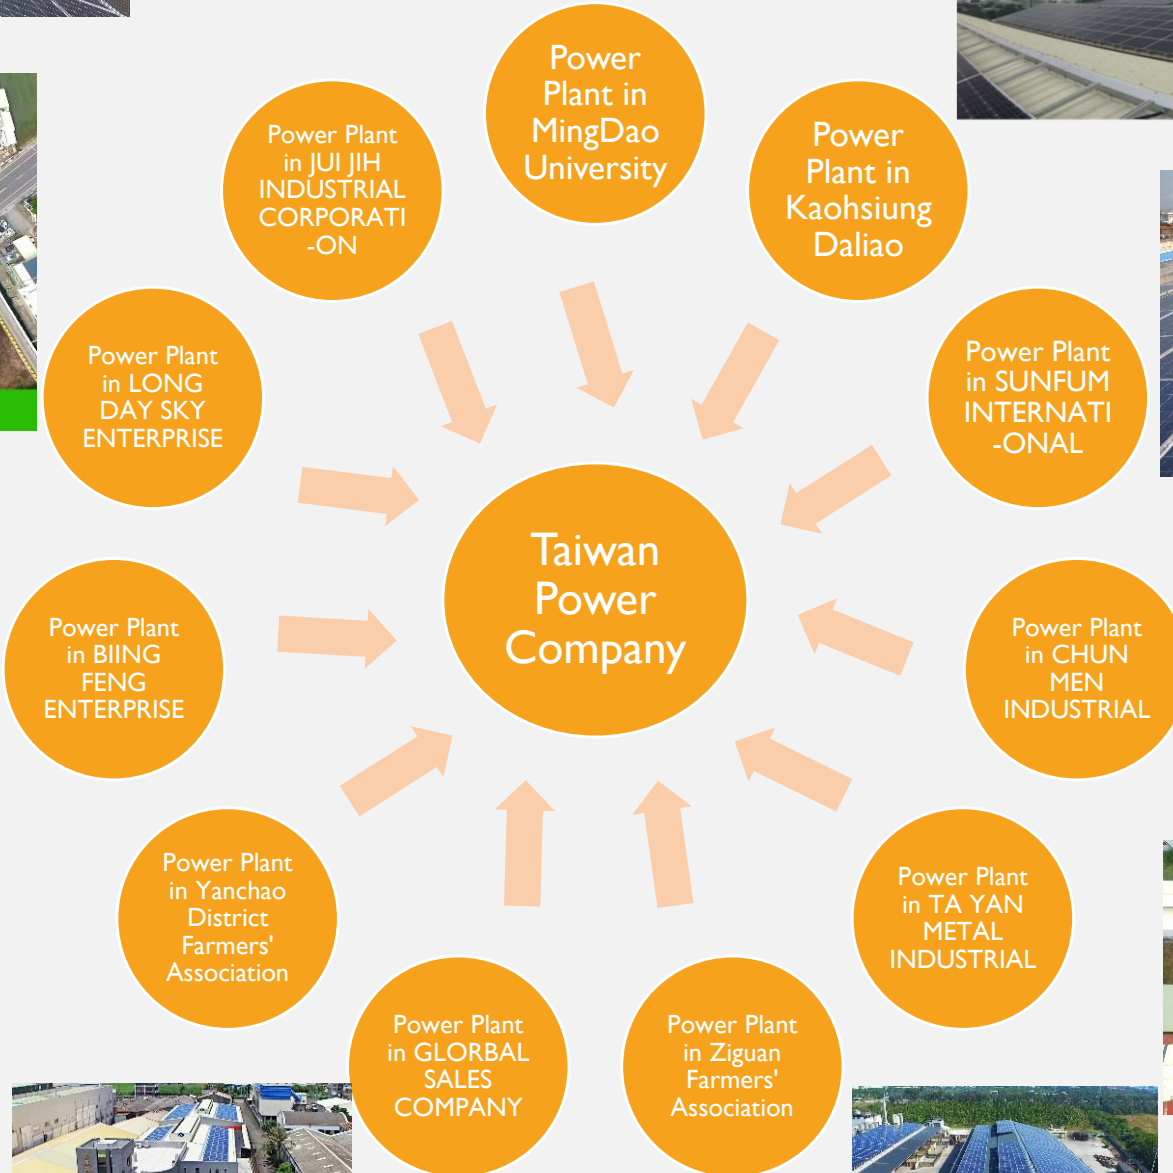 Power
Plant in
MingDao
University
Power Plant
in JUI JIH
INDUSTRIAL
CORPORATI
-ON
Power
Plant in
Kaohsiung
Daliao
Power Plant
in LONG
DAY SKY
ENTERPRISE
Power Plant
in SUNFUM
INTERNATI
-ONAL
Taiwan
Power
Company
Power Plant
in BIING
FENG
ENTERPRISE
Power Plant
in CHUN
MEN
INDUSTRIAL
Power Plant
in Yanchao
District
Farmers'
Association
Power Plant
in TA YAN
METAL
INDUSTRIAL
Power Plant
in GLORBAL
SALES
COMPANY
Power Plant
in Ziguan
Farmers'
Association